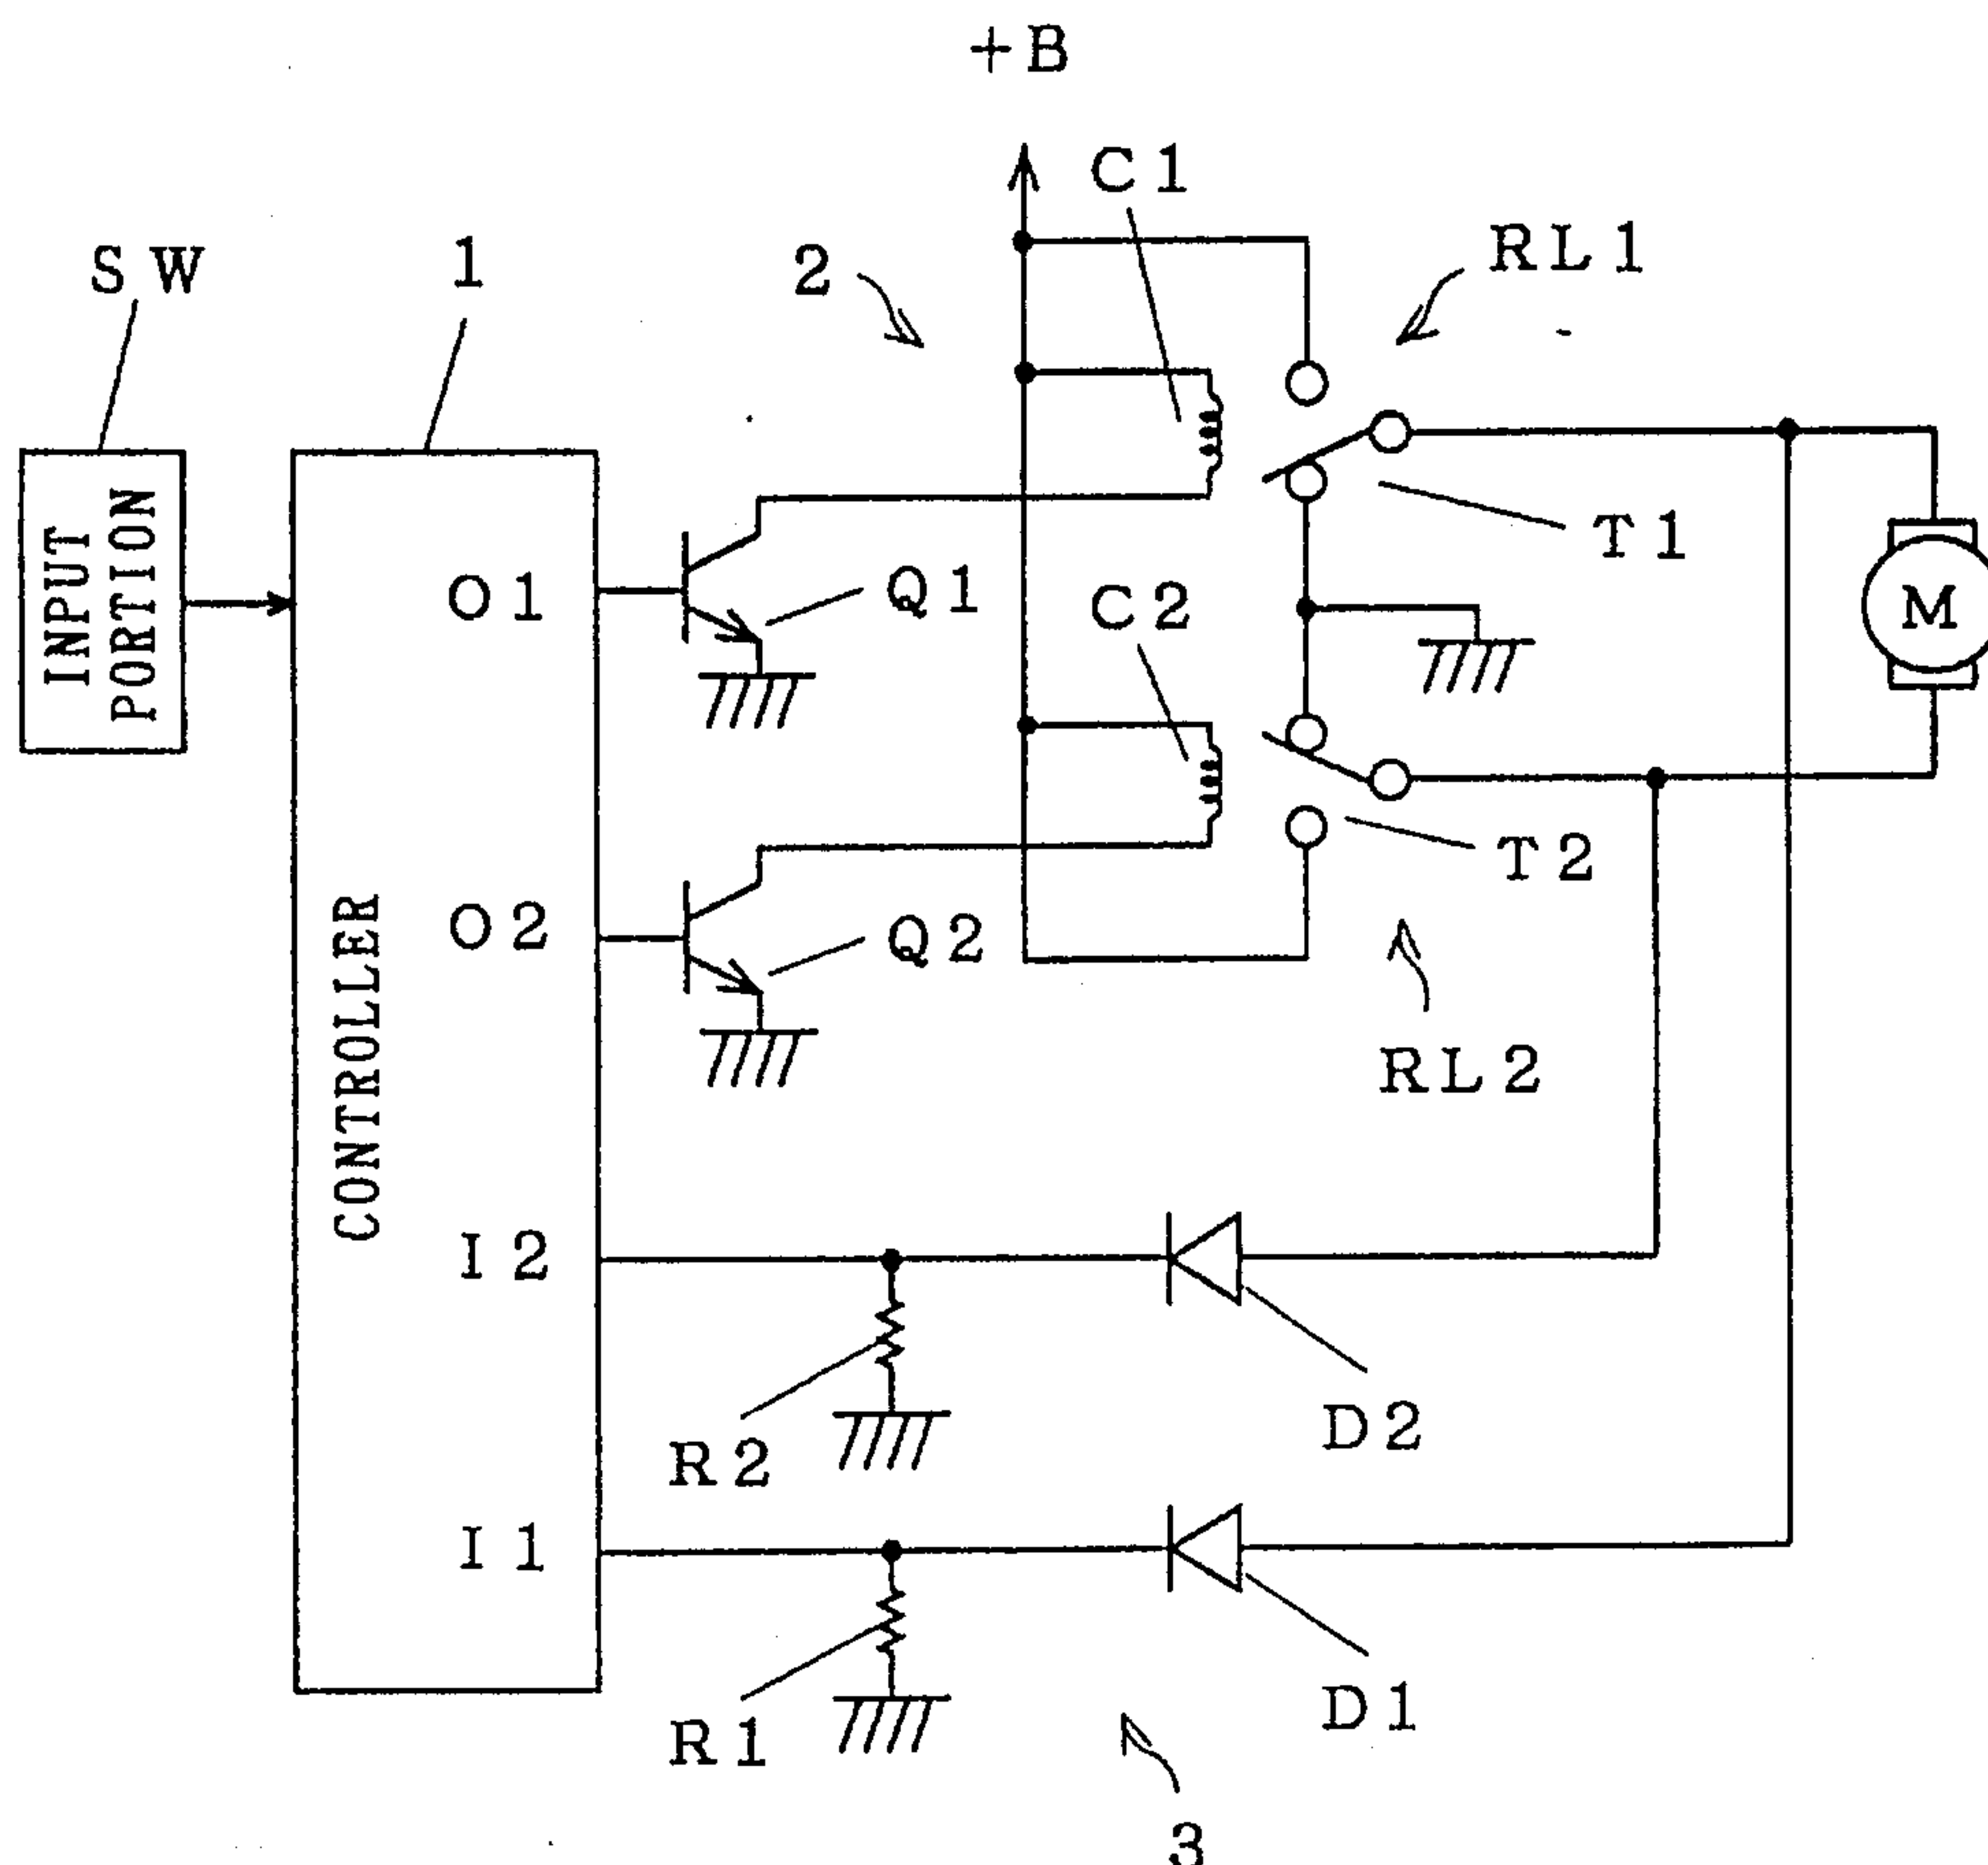 +B
C1
SW
1
2
RL1
INPUT
PORTION
T1
O1
Q1
C2
M
T2
O2
Q2
RL2
CONTROLLER
I2
D2
R2
I1
D1
R1
3